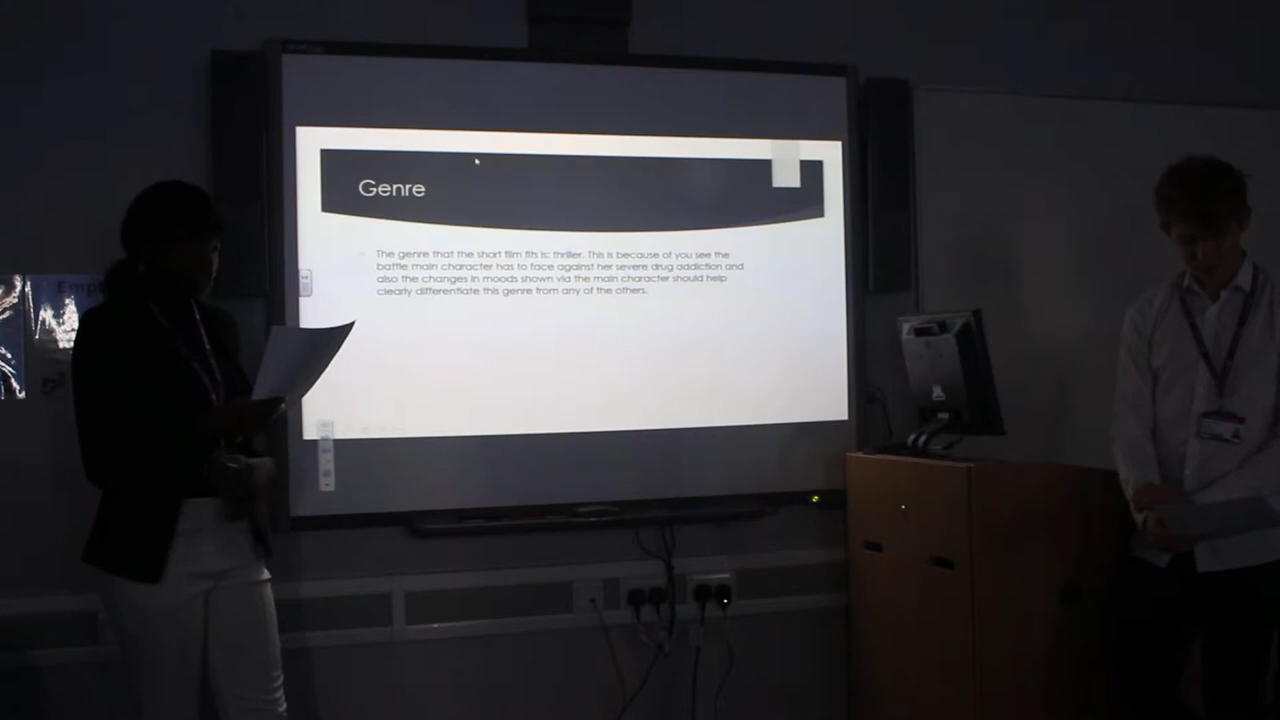 Genre
The genre that the short film fits is: thriller. This is because of you see the
battle main character has to face against her severe drug addiction and
also the changes in moods shown via the main character should help
clearly differentiate this genre from any of the others.
Emp